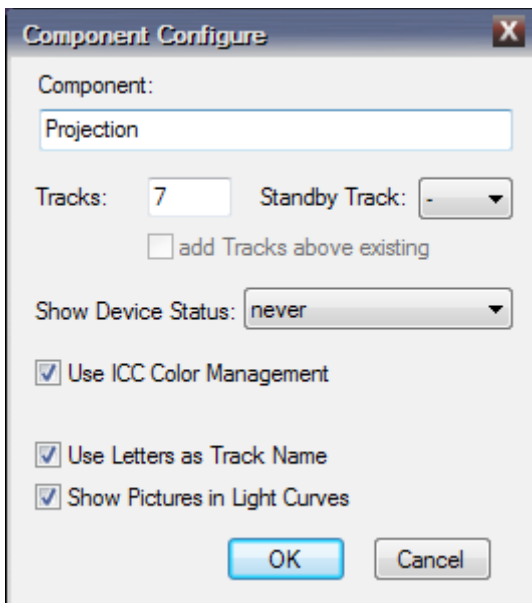 Component Configure X
Component:
Projection
Tracks: 7 Standby Track: -
add Tracks above existing
Show Device Status: never
Use ICC Color Management
Use Letters as Track Name
Show Pictures in Light Curves
OK Cancel